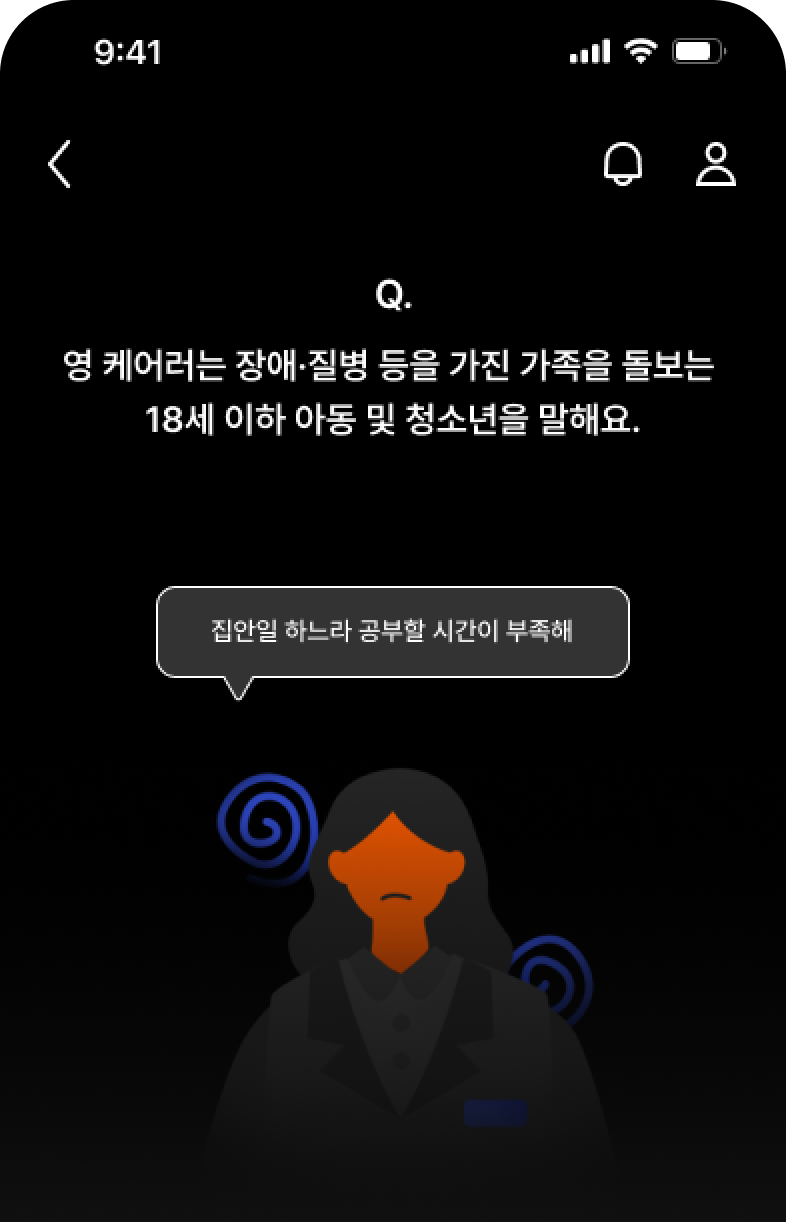 9:41
Q.
영 케어러는 장애·질병 등을 가진 가족을 돌보는
18세 이하 아동 및 청소년을 말해요.
집안일 하느라 공부할 시간이 부족해